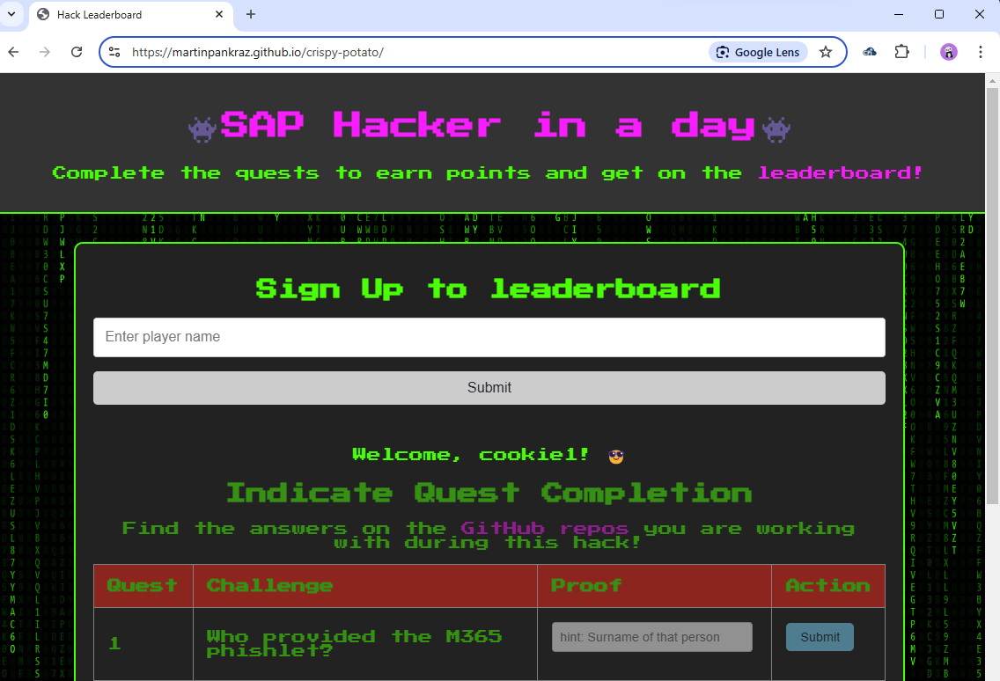 Hack Leaderboard
https://martinpankraz.github.io/crispy-potato/
Google Lens
SAP Hacker in a day
Complete the quests to earn points and get on the leaderboard!
Sign Up to leaderboard
Enter player name
Submit
Welcome, cookie1!
Indicate Quest Completion
Find the answers on the GitHub repos you are working
with during this hack!
Quest Challenge Proof Action
1 Who provided the M365
phishlet?
hint: Surname of that person
Submit